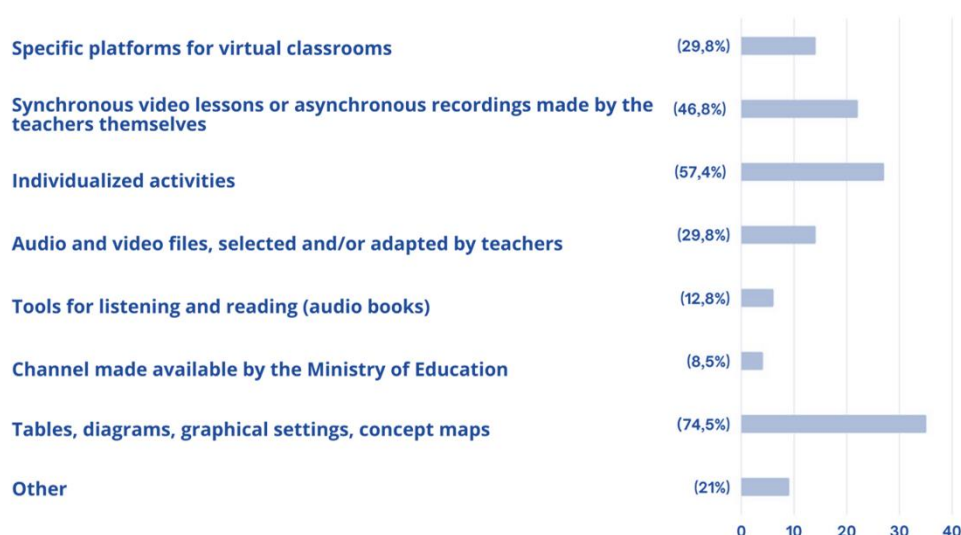 Specific platforms for virtual classrooms (29,8%)
Synchronous video lessons or asynchronous recordings made by the (46,8%)
teachers themselves
Individualized activities (57,4%)
Audio and video files, selected and/or adapted by teachers (29,8%)
Tools for listening and reading (audio books) (12,8%)
Channel made available by the Ministry of Education (8,5%)
Tables, diagrams, graphical settings, concept maps (74,5%)
Other (21%)
0 10 20 30 40